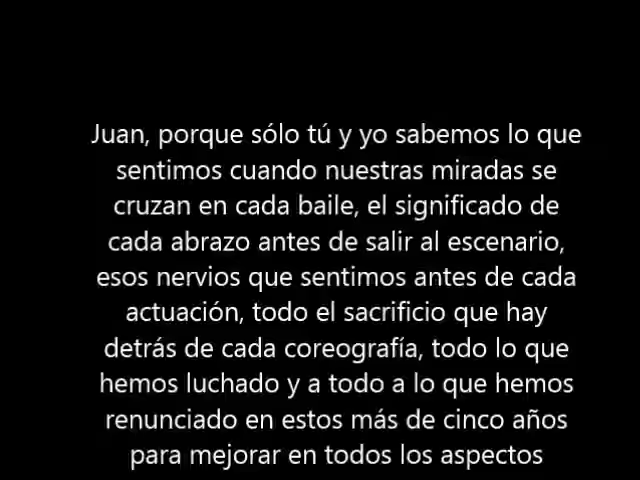 Juan, porque sólo tú y yo sabemos lo que
sentimos cuando nuestras miradas se
cruzan en cada baile, el significado de
cada abrazo antes de salir al escenario,
esos nervios que sentimos antes de cada
actuación, todo el sacrificio que hay
detrás de cada coreografía, todo lo que
hemos luchado y a todo a lo que hemos
renunciado en estos más de cinco años
para mejorar en todos los aspectos